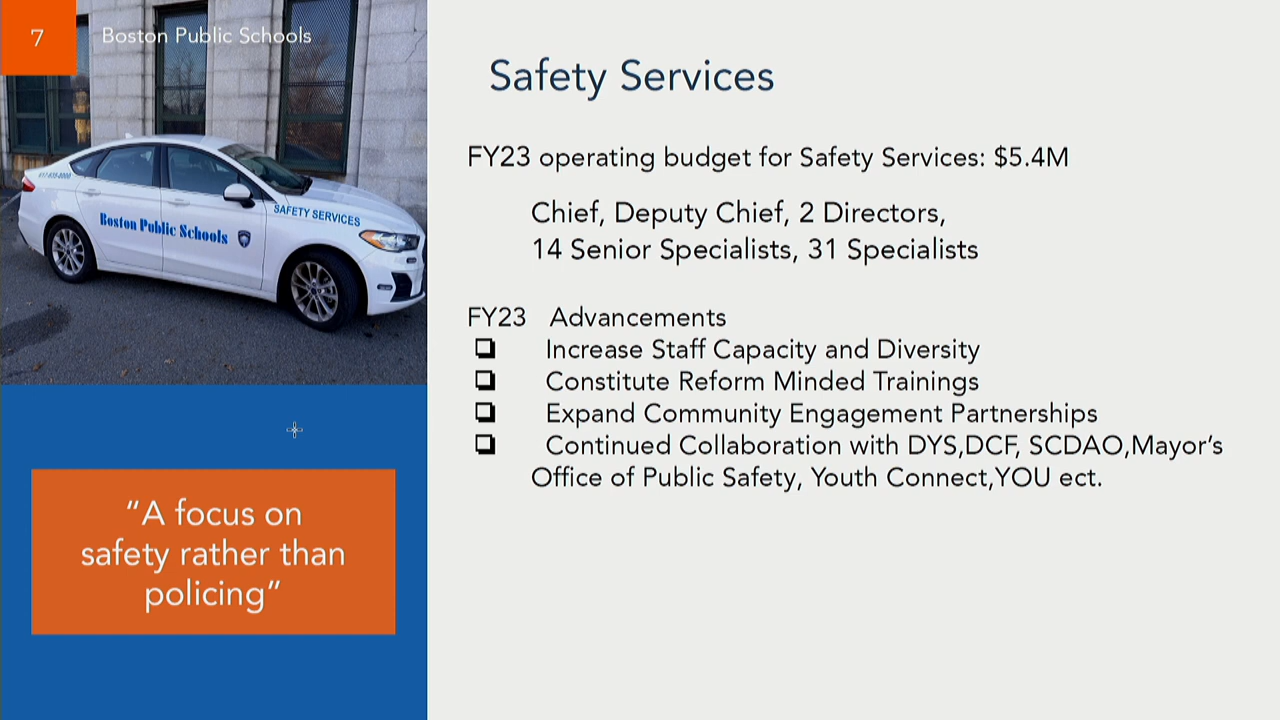 7
Boston Public Schools
617-635-8000
Boston Public Schools
SAFETY SERVICES
"A focus on
safety rather than
policing"
Safety Services
FY23 operating budget for Safety Services: $5.4M
Chief, Deputy Chief, 2 Directors,
14 Senior Specialists, 31 Specialists
FY23 Advancements
❑ Increase Staff Capacity and Diversity
❑ Constitute Reform Minded Trainings
❑ Expand Community Engagement Partnerships
❑ Continued Collaboration with DYS,DCF, SCDAO,Mayor's
Office of Public Safety, Youth Connect,YOU ect.